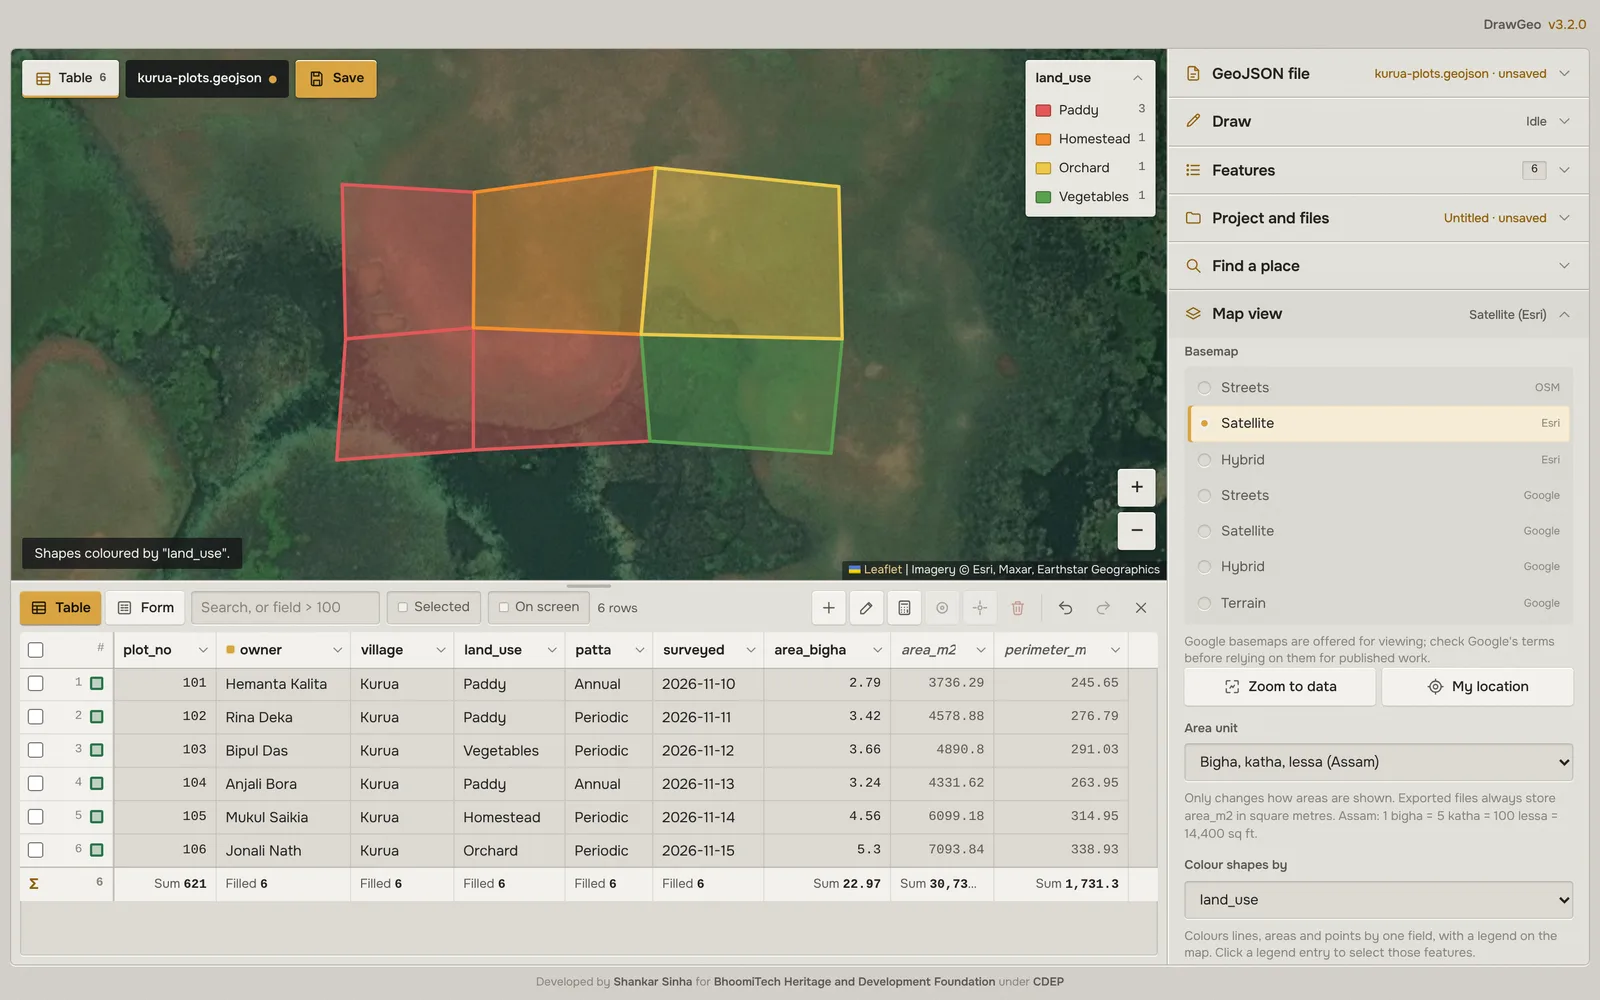 DrawGeo v3.2.0
Table 6
kurua-plots.geojson
Save
land_use
Paddy 3
Homestead 1
Orchard 1
Vegetables 1
+
−
Shapes coloured by "land_use".
Leaflet | Imagery © Esri, Maxar, Earthstar Geographics
Table
Form
Search, or field > 100
Selected
On screen
6 rows
# plot_no owner village land_use patta surveyed area_bigha area_m2 perimeter_m
1 101 Hemanta Kalita Kurua Paddy Annual 2026-11-10 2.79 3736.29 245.65
2 102 Rina Deka Kurua Paddy Periodic 2026-11-11 3.42 4578.88 276.79
3 103 Bipul Das Kurua Vegetables Periodic 2026-11-12 3.66 4890.8 291.03
4 104 Anjali Bora Kurua Paddy Annual 2026-11-13 3.24 4331.62 263.95
5 105 Mukul Saikia Kurua Homestead Periodic 2026-11-14 4.56 6099.18 314.95
6 106 Jonali Nath Kurua Orchard Periodic 2026-11-15 5.3 7093.84 338.93
Σ 6 Sum 621 Filled 6 Filled 6 Filled 6 Filled 6 Filled 6 Sum 22.97 Sum 30,73… Sum 1,731.3
GeoJSON file kurua-plots.geojson · unsaved
Draw Idle
Features 6
Project and files Untitled · unsaved
Find a place
Map view Satellite (Esri)
Basemap
Streets OSM
Satellite Esri
Hybrid Esri
Streets Google
Satellite Google
Hybrid Google
Terrain Google
Google basemaps are offered for viewing; check Google's terms
before relying on them for published work.
Zoom to data
My location
Area unit
Bigha, katha, lessa (Assam)
Only changes how areas are shown. Exported files always store
area_m2 in square metres. Assam: 1 bigha = 5 katha = 100 lessa =
14,400 sq ft.
Colour shapes by
land_use
Colours lines, areas and points by one field, with a legend on the
map. Click a legend entry to select those features.
Developed by Shankar Sinha for BhoomiTech Heritage and Development Foundation under CDEP